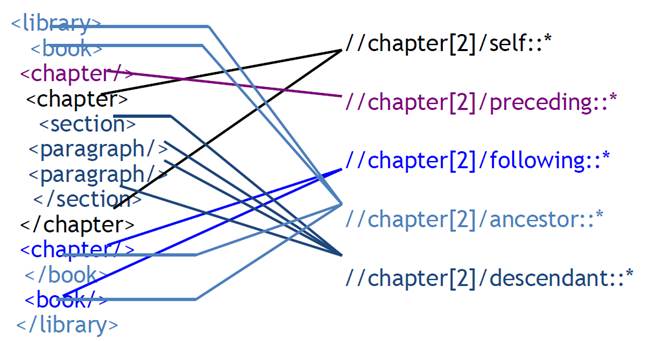 <library>
<book>
<chapter/>
<chapter>
<section>
<paragraph/>
<paragraph/>
</section>
</chapter>
<chapter/>
</book>
<book/>
</library>
//chapter[2]/self::*
//chapter[2]/preceding::*
//chapter[2]/following::*
//chapter[2]/ancestor::*
//chapter[2]/descendant::*